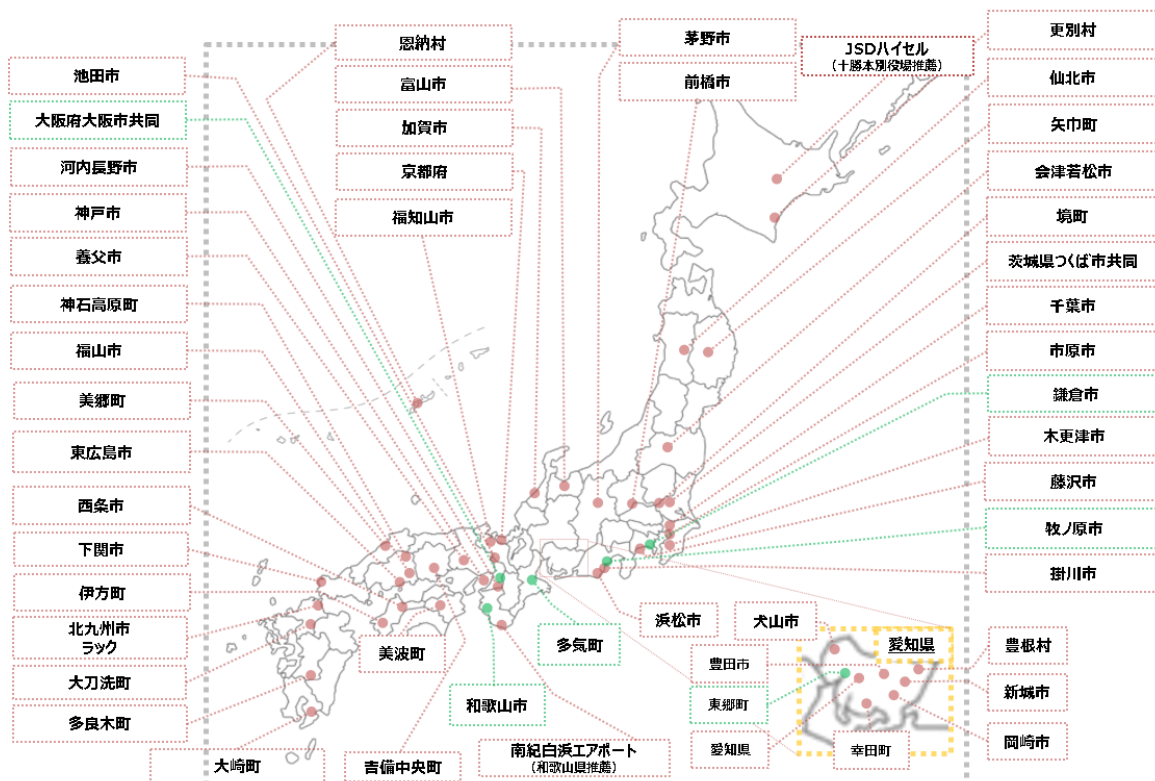 恩納村
富山市
加賀市
京都府
福知山市
茅野市
前橋市
JSDハイセル
(十勝本別役場推薦)
池田市
大阪府大阪市共同
河内長野市
神戸市
養父市
神石高原町
福山市
美郷町
東広島市
西条市
下関市
伊方町
北九州市
ラック
大刀洗町
多良木町
大崎町
吉備中央町
南紀白浜エアポート
(和歌山県推薦)
美波町
和歌山市
多気町
浜松市
更別村
仙北市
矢巾町
会津若松市
境町
茨城県つくば市共同
千葉市
市原市
鎌倉市
木更津市
藤沢市
牧ノ原市
掛川市
犬山市
愛知県
豊田市
東郷町
愛知県
幸田町
豊根村
新城市
岡崎市